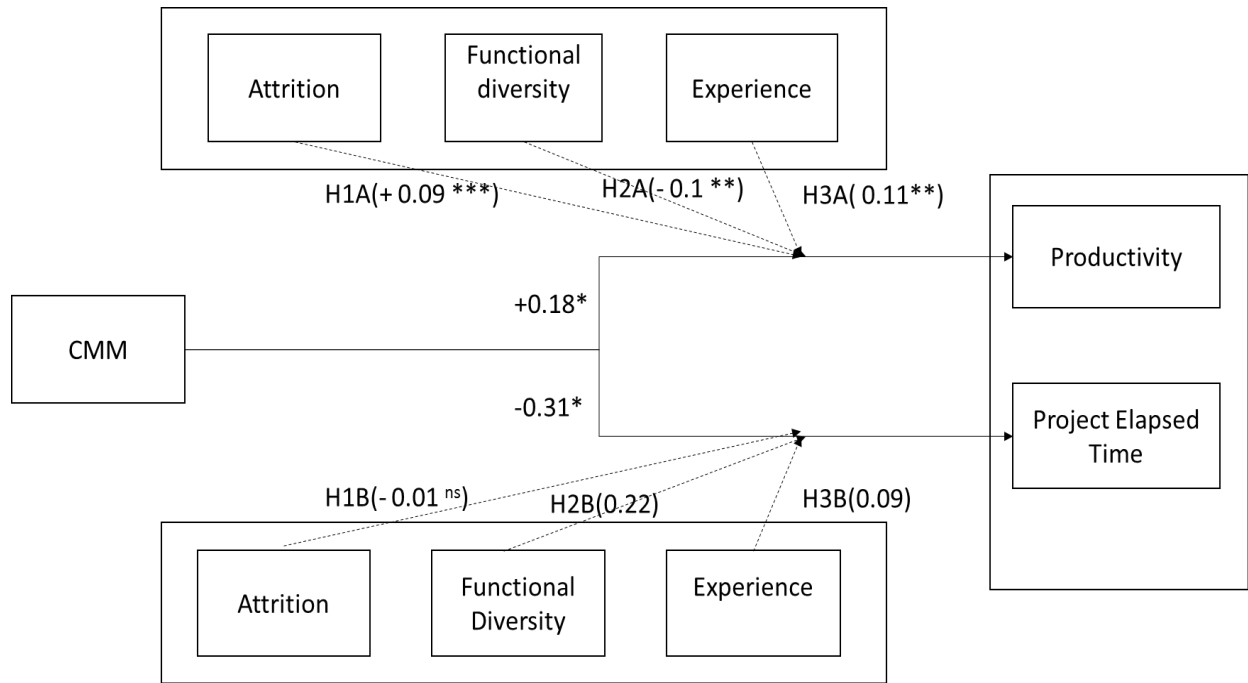 Attrition
Functional
diversity
Experience
H1A(+ 0.09 ***)
H2A(- 0.1 **)
H3A( 0.11**)
Productivity
+0.18*
CMM
-0.31*
Project Elapsed
Time
H1B(- 0.01 ns)
H2B(0.22)
H3B(0.09)
Attrition
Functional
Diversity
Experience